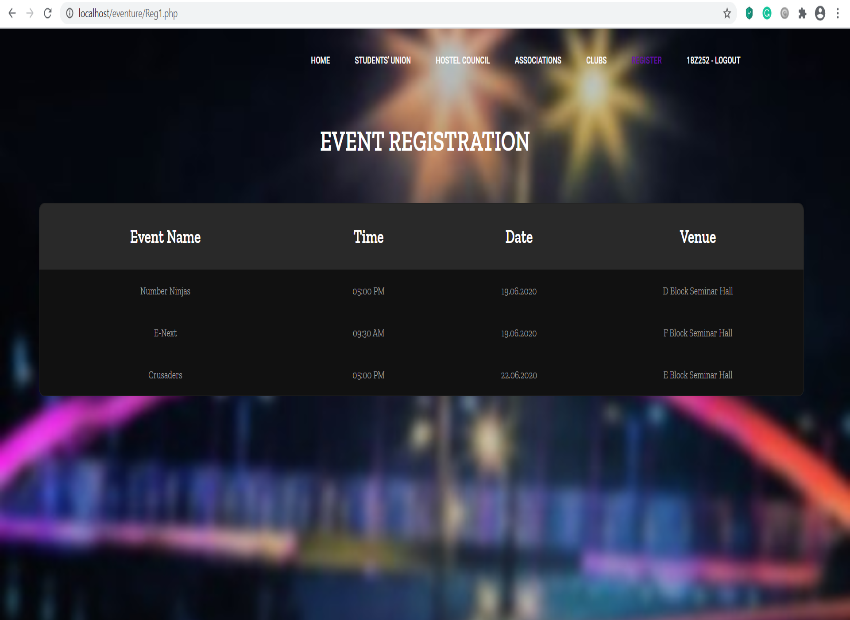 localhost/eventure/Reg1.php
HOME STUDENTS' UNION HOSTEL COUNCIL ASSOCIATIONS CLUBS REGISTER 18Z252 - LOGOUT
EVENT REGISTRATION
Event Name Time Date Venue
Number Ninjas 05:00 PM 19.06.2020 D Block Seminar Hall
E-Next 09:30 AM 19.06.2020 F Block Seminar Hall
Crusaders 05:00 PM 22.06.2020 E Block Seminar Hall